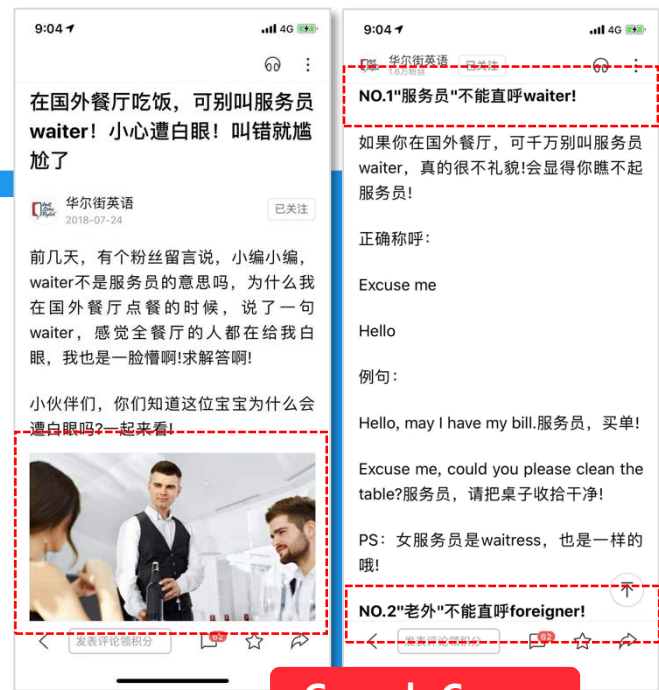 9:04
4G
在国外餐厅吃饭，可别叫服务员
waiter！小心遭白眼！叫错就尴
尬了
华尔街英语
2018-07-24
已关注
前几天，有个粉丝留言说，小编小编，
waiter不是服务员的意思吗，为什么我
在国外餐厅点餐的时候，说了一句
waiter，感觉全餐厅的人都在给我白
眼，我也是一脸懵啊!求解答啊!
小伙伴们，你们知道这位宝宝为什么会
遭白眼吗?一起来看!
发表评论领积分
62
9:04
4G
华尔街英语
1.6万粉丝
已关注
NO.1"服务员"不能直呼waiter!
如果你在国外餐厅，可千万别叫服务员
waiter，真的很不礼貌!会显得你瞧不起
服务员!
正确称呼：
Excuse me
Hello
例句：
Hello, may I have my bill.服务员，买单!
Excuse me, could you please clean the
table?服务员，请把桌子收拾干净!
PS：女服务员是waitress，也是一样的
哦!
NO.2"老外"不能直呼foreigner!
发表评论领积分
62